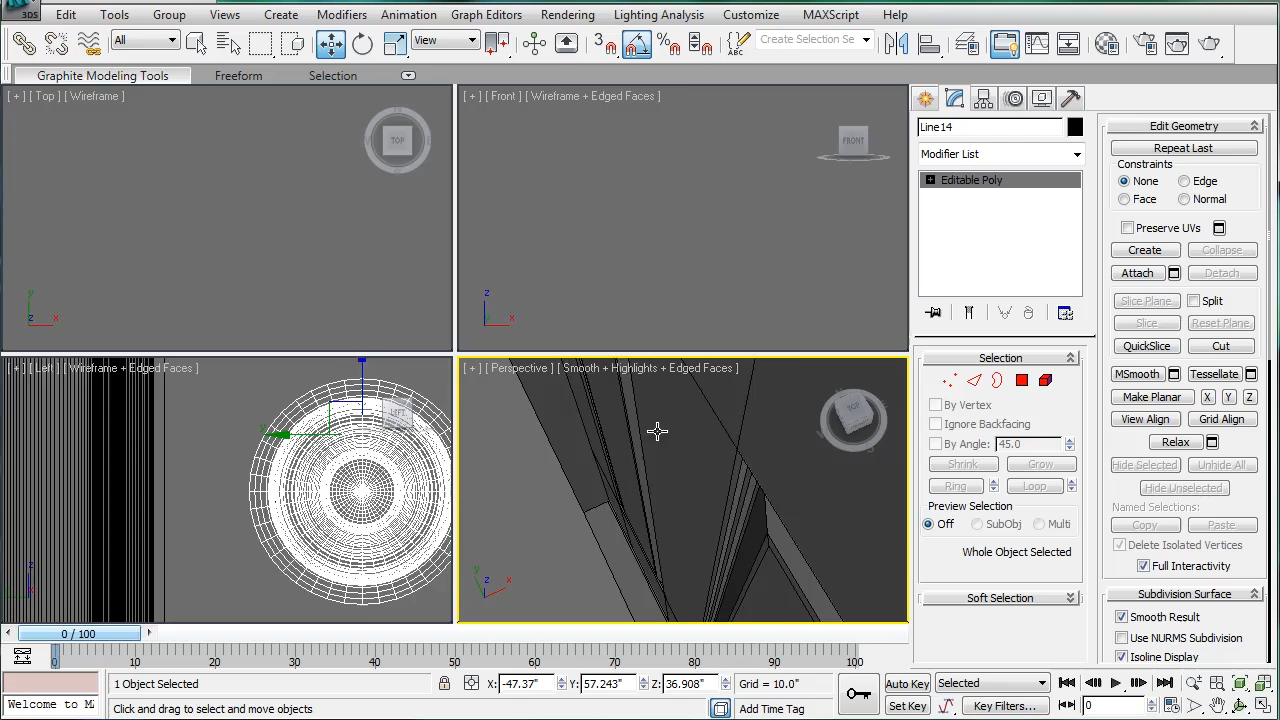 3DS Edit Tools Group Views Create Modifiers Animation Graph Editors Rendering Lighting Analysis Customize MAXScript Help
All View 3 ABC Create Selection Se
Graphite Modeling Tools Freeform Selection
[ + ] [ Top ] [ Wireframe ]
TOP
y
z x
[ + ] [ Front ] [ Wireframe + Edged Faces ]
FRONT
z
x
[ + ] [ Left ] [ Wireframe + Edged Faces ]
LEFT
y
z
[ + ] [ Perspective ] [ Smooth + Highlights + Edged Faces ]
TOP
y z x
Line14
Modifier List
Editable Poly
Selection
By Vertex
Ignore Backfacing
By Angle: 45.0
Shrink Grow
Ring Loop
Preview Selection
Off SubObj Multi
Whole Object Selected
Soft Selection
Edit Geometry
Repeat Last
Constraints
None Edge
Face Normal
Preserve UVs
Create Collapse
Attach Detach
Slice Plane Split
Slice Reset Plane
QuickSlice Cut
MSmooth Tessellate
Make Planar X Y Z
View Align Grid Align
Relax
Hide Selected Unhide All
Hide Unselected
Named Selections:
Copy Paste
Delete Isolated Vertices
Full Interactivity
Subdivision Surface
Smooth Result
Use NURMS Subdivision
Isoline Display
0 / 100
0 10 20 30 40 50 60 70 80 90 100
1 Object Selected X: -47.37" Y: 57.243" Z: 36.908" Grid = 10.0" Auto Key Selected
Welcome to M Click and drag to select and move objects Add Time Tag Set Key Key Filters... 0